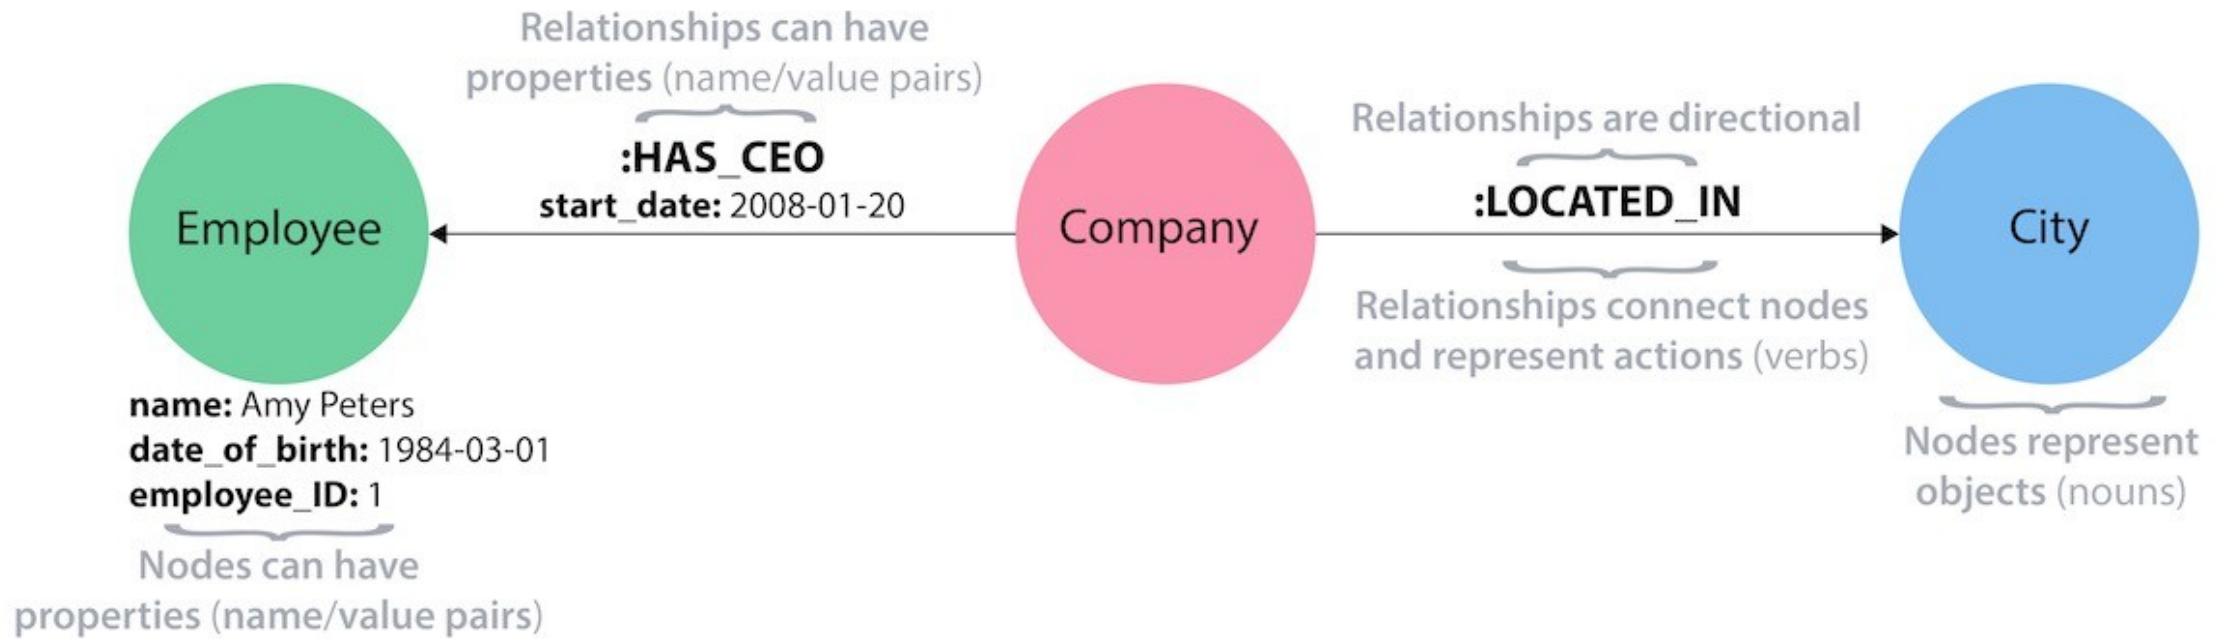 Relationships can have
properties (name/value pairs)
:HAS_CEO
start_date: 2008-01-20
Employee
name: Amy Peters
date_of_birth: 1984-03-01
employee_ID: 1
Nodes can have
properties (name/value pairs)
Company
Relationships are directional
:LOCATED_IN
Relationships connect nodes
and represent actions (verbs)
City
Nodes represent
objects (nouns)